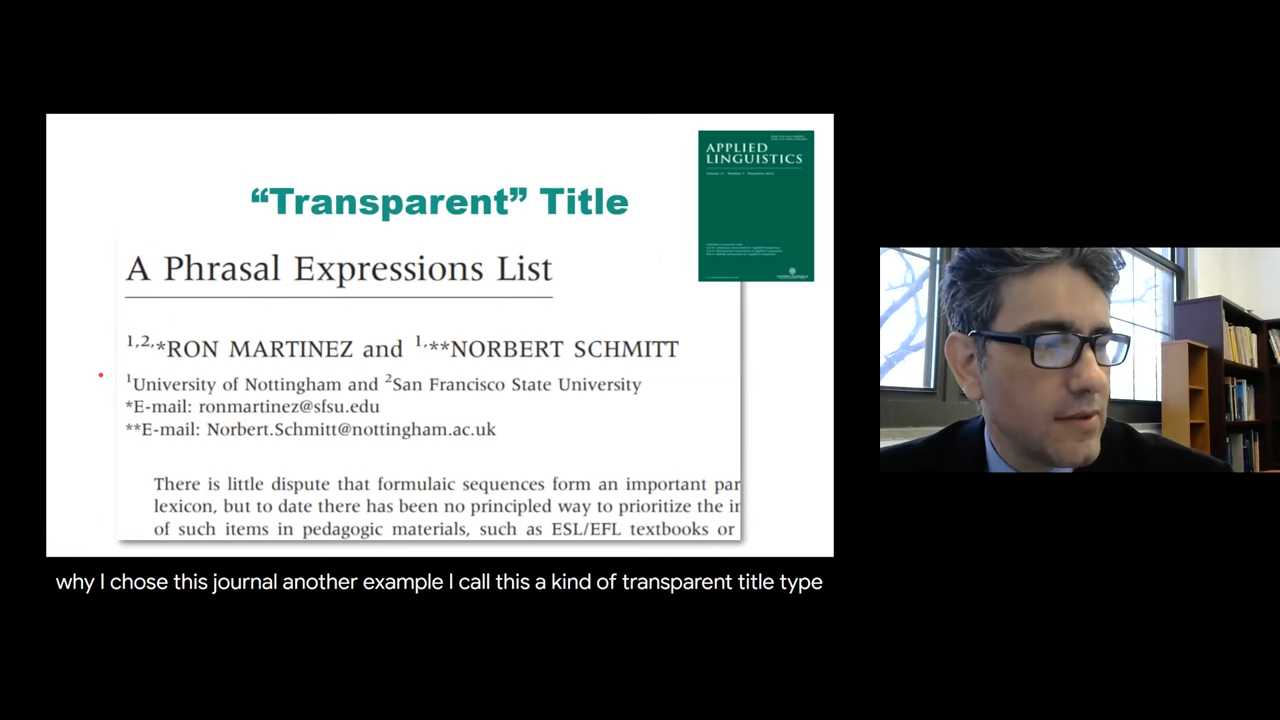 APPLIED
LINGUISTICS
“Transparent” Title
A Phrasal Expressions List
1,2,*RON MARTINEZ and 1,**NORBERT SCHMITT
1University of Nottingham and 2San Francisco State University
*E-mail: ronmartinez@sfsu.edu
**E-mail: Norbert.Schmitt@nottingham.ac.uk
There is little dispute that formulaic sequences form an important par
lexicon, but to date there has been no principled way to prioritize the ir
of such items in pedagogic materials, such as ESL/EFL textbooks or
why I chose this journal another example I call this a kind of transparent title type